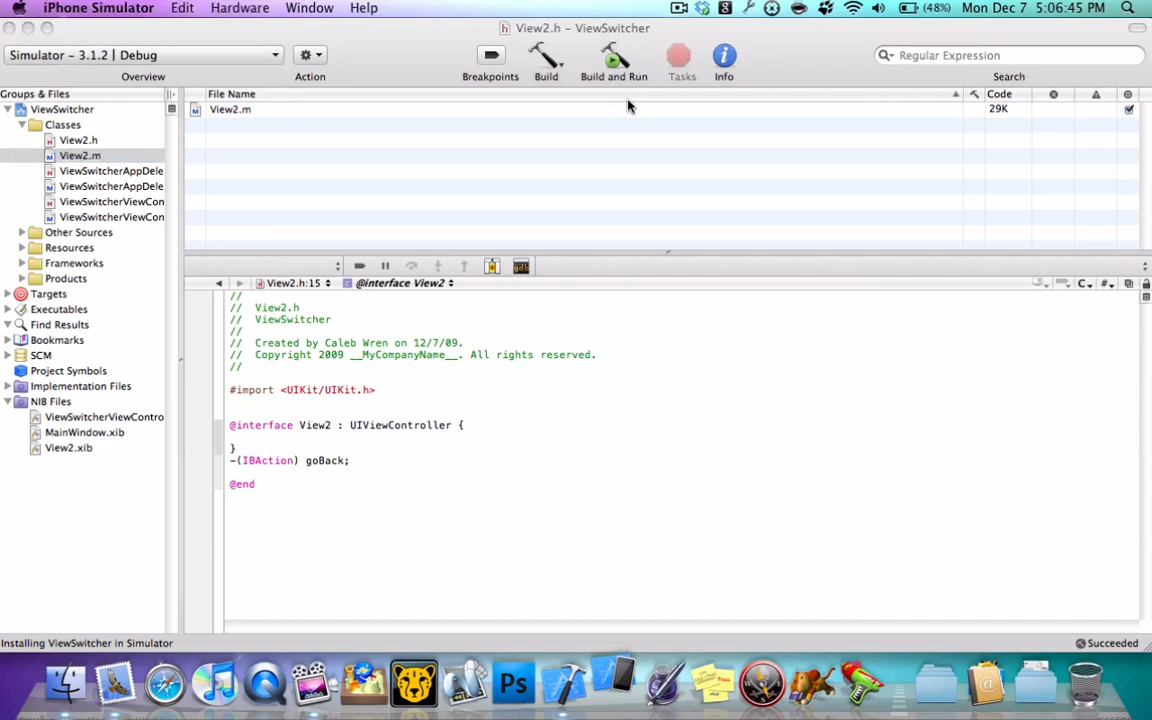 iPhone Simulator Edit Hardware Window Help (48%) Mon Dec 7 5:06:45 PM
View2.h – ViewSwitcher
Simulator – 3.1.2 | Debug
Regular Expression
Overview Action Breakpoints Build Build and Run Tasks Info Search
Groups & Files
File Name
Code
ViewSwitcher
View2.m
29K
Classes
View2.h
View2.m
ViewSwitcherAppDele
ViewSwitcherAppDele
ViewSwitcherViewCon
ViewSwitcherViewCon
Other Sources
Resources
Frameworks
Products
Targets
Executables
Find Results
Bookmarks
SCM
Project Symbols
Implementation Files
NIB Files
ViewSwitcherViewContro
MainWindow.xib
View2.xib
gdb
View2.h:15 @interface View2
C #
//
// View2.h
// ViewSwitcher
//
// Created by Caleb Wren on 12/7/09.
// Copyright 2009 __MyCompanyName__. All rights reserved.
//
#import <UIKit/UIKit.h>
@interface View2 : UIViewController {
}
-(IBAction) goBack;
@end
Installing ViewSwitcher in Simulator
Succeeded
Ps